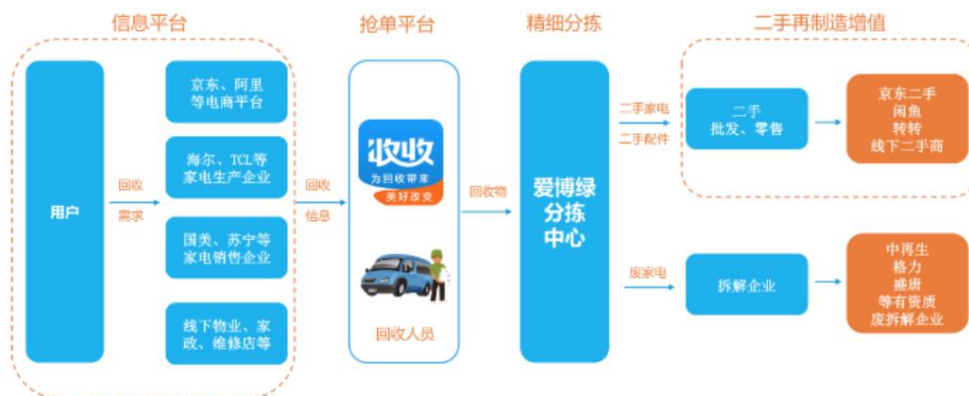 信息平台
抢单平台
精细分拣
二手再制造增值
用户
回收
需求
京东、阿里
等电商平台
海尔、TCL等
家电生产企业
国美、苏宁等
家电销售企业
线下物业、家
政、维修店等
回收
信息
收收
为回收带来
美好改变
回收人员
回收物
爱博绿
分拣
中心
二手家电
二手配件
二手
批发、零售
京东二手
闲鱼
转转
线下二手商
废家电
拆解企业
中再生
格力
盛唐
等有资质
废拆解企业